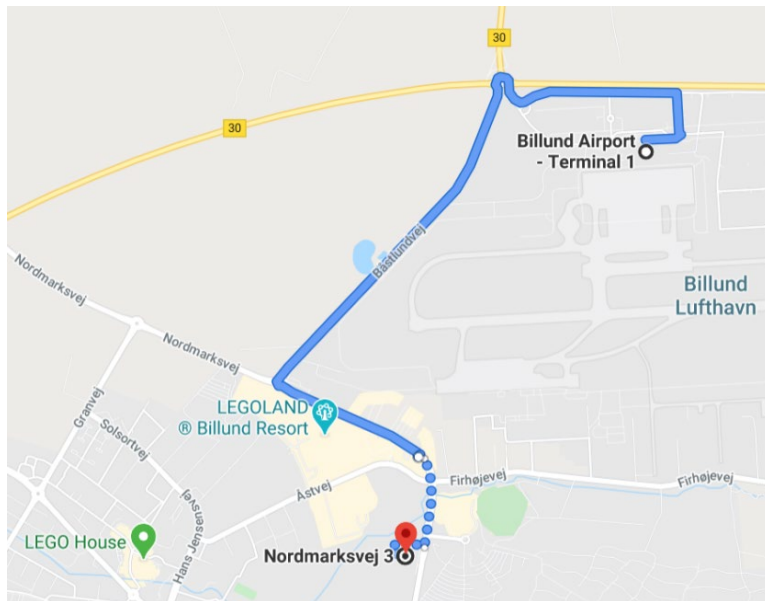 30
30
Billund Airport
- Terminal 1
Båstlundvej
Billund
Lufthavn
Nordmarksvej
Nordmarksvej
Granvej
Solsortvej
LEGOLAND
® Billund Resort
Åstvej
Firhøjevej
Firhøjevej
Hans Jensensvej
LEGO House
Nordmarksvej 3